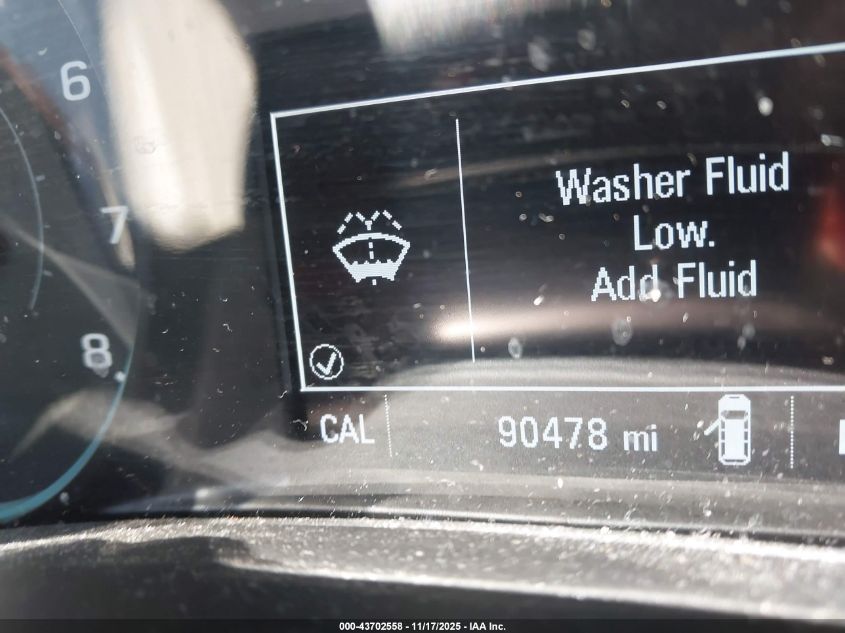 6
7
8
Washer Fluid
Low.
Add Fluid
CAL
90478 mi
000-43702558 - 11/17/2025 - IAA Inc.